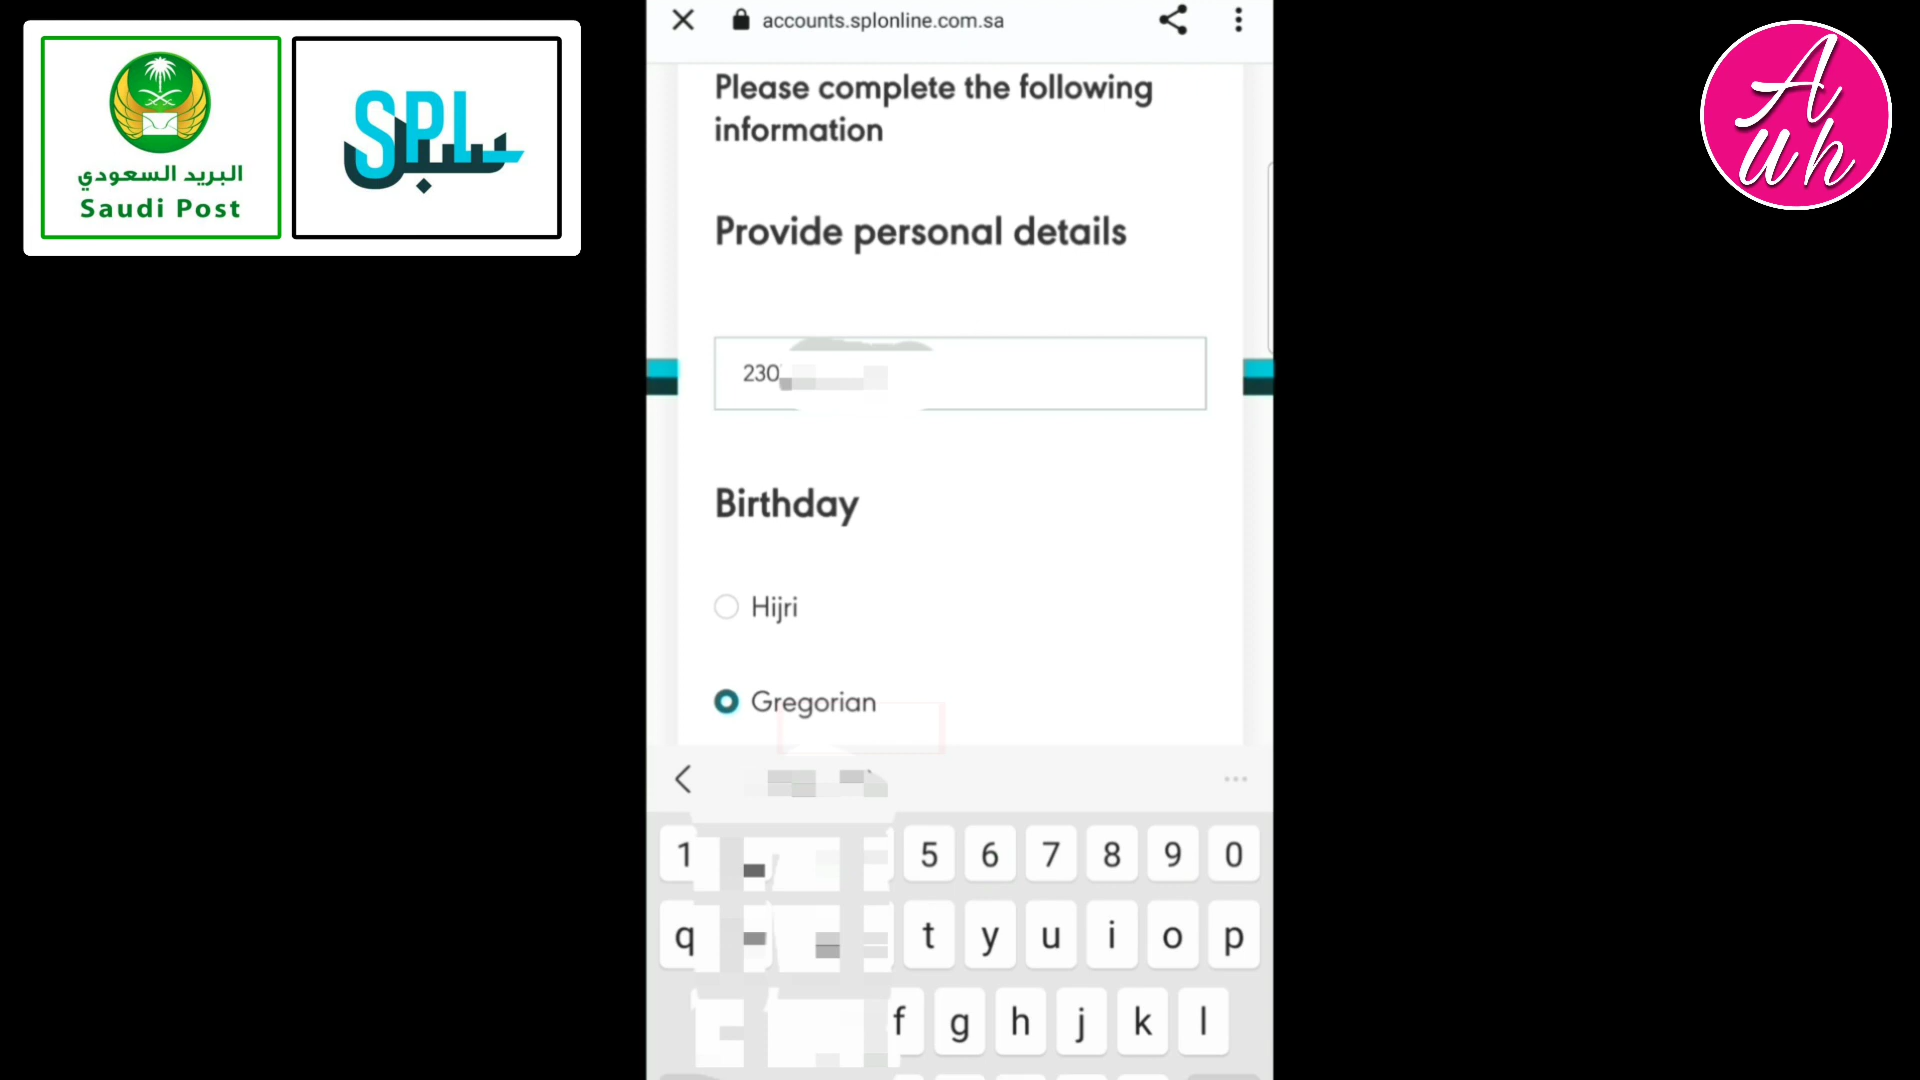 البريد السعودي
Saudi Post
SPL
سبل
A
u h
accounts.splonline.com.sa
Please complete the following
information
Provide personal details
230
Birthday
Hijri
Gregorian
1 5 6 7 8 9 0
q t y u i o p
f g h j k l